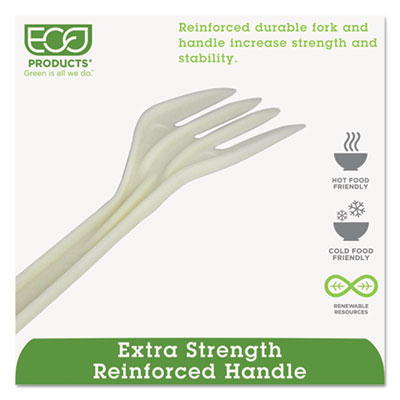 ECO
PRODUCTS®
Green is all we do.™
Reinforced durable fork and
handle increase strength and
stability.
HOT FOOD
FRIENDLY
COLD FOOD
FRIENDLY
RENEWABLE
RESOURCES
Extra Strength
Reinforced Handle